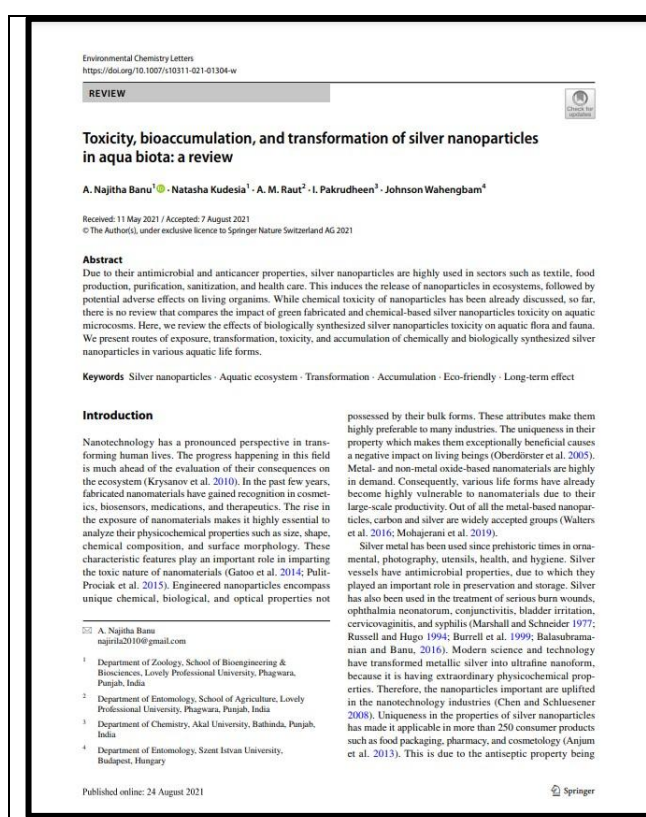 Environmental Chemistry Letters
https://doi.org/10.1007/s10311-021-01304-w
REVIEW
Check for
updates
Toxicity, bioaccumulation, and transformation of silver nanoparticles
in aqua biota: a review
A. Najitha Banu1 · Natasha Kudesia1 · A. M. Raut2 · I. Pakrudheen3 · Johnson Wahengbam4
Received: 11 May 2021 / Accepted: 7 August 2021
© The Author(s), under exclusive licence to Springer Nature Switzerland AG 2021
Abstract
Due to their antimicrobial and anticancer properties, silver nanoparticles are highly used in sectors such as textile, food
production, purification, sanitization, and health care. This induces the release of nanoparticles in ecosystems, followed by
potential adverse effects on living organims. While chemical toxicity of nanoparticles has been already discussed, so far,
there is no review that compares the impact of green fabricated and chemical-based silver nanoparticles toxicity on aquatic
microcosms. Here, we review the effects of biologically synthesized silver nanoparticles toxicity on aquatic flora and fauna.
We present routes of exposure, transformation, toxicity, and accumulation of chemically and biologically synthesized silver
nanoparticles in various aquatic life forms.
Keywords Silver nanoparticles · Aquatic ecosystem · Transformation · Accumulation · Eco-friendly · Long-term effect
Introduction
Nanotechnology has a pronounced perspective in trans-
forming human lives. The progress happening in this field
is much ahead of the evaluation of their consequences on
the ecosystem (Krysanov et al. 2010). In the past few years,
fabricated nanomaterials have gained recognition in cosmet-
ics, biosensors, medications, and therapeutics. The rise in
the exposure of nanomaterials makes it highly essential to
analyze their physicochemical properties such as size, shape,
chemical composition, and surface morphology. These
characteristic features play an important role in imparting
the toxic nature of nanomaterials (Gatoo et al. 2014; Pulit-
Prociak et al. 2015). Engineered nanoparticles encompass
unique chemical, biological, and optical properties not
A. Najitha Banu
najirila2010@gmail.com
1 Department of Zoology, School of Bioengineering &
Biosciences, Lovely Professional University, Phagwara,
Punjab, India
2 Department of Entomology, School of Agriculture, Lovely
Professional University, Phagwara, Punjab, India
3 Department of Chemistry, Akal University, Bathinda, Punjab,
India
4 Department of Entomology, Szent Istvan University,
Budapest, Hungary
possessed by their bulk forms. These attributes make them
highly preferable to many industries. The uniqueness in their
property which makes them exceptionally beneficial causes
a negative impact on living beings (Oberdörster et al. 2005).
Metal- and non-metal oxide-based nanomaterials are highly
in demand. Consequently, various life forms have already
become highly vulnerable to nanomaterials due to their
large-scale productivity. Out of all the metal-based nanopar-
ticles, carbon and silver are widely accepted groups (Walters
et al. 2016; Mohajerani et al. 2019).
Silver metal has been used since prehistoric times in orna-
mental, photography, utensils, health, and hygiene. Silver
vessels have antimicrobial properties, due to which they
played an important role in preservation and storage. Silver
has also been used in the treatment of serious burn wounds,
ophthalmia neonatorum, conjunctivitis, bladder irritation,
cervicovaginitis, and syphilis (Marshall and Schneider 1977;
Russell and Hugo 1994; Burrell et al. 1999; Balasubrama-
nian and Banu, 2016). Modern science and technology
have transformed metallic silver into ultrafine nanoform,
because it is having extraordinary physicochemical prop-
erties. Therefore, the nanoparticles important are uplifted
in the nanotechnology industries (Chen and Schluesener
2008). Uniqueness in the properties of silver nanoparticles
has made it applicable in more than 250 consumer products
such as food packaging, pharmacy, and cosmetology (Anjum
et al. 2013). This is due to the antiseptic property being
Published online: 24 August 2021
Springer